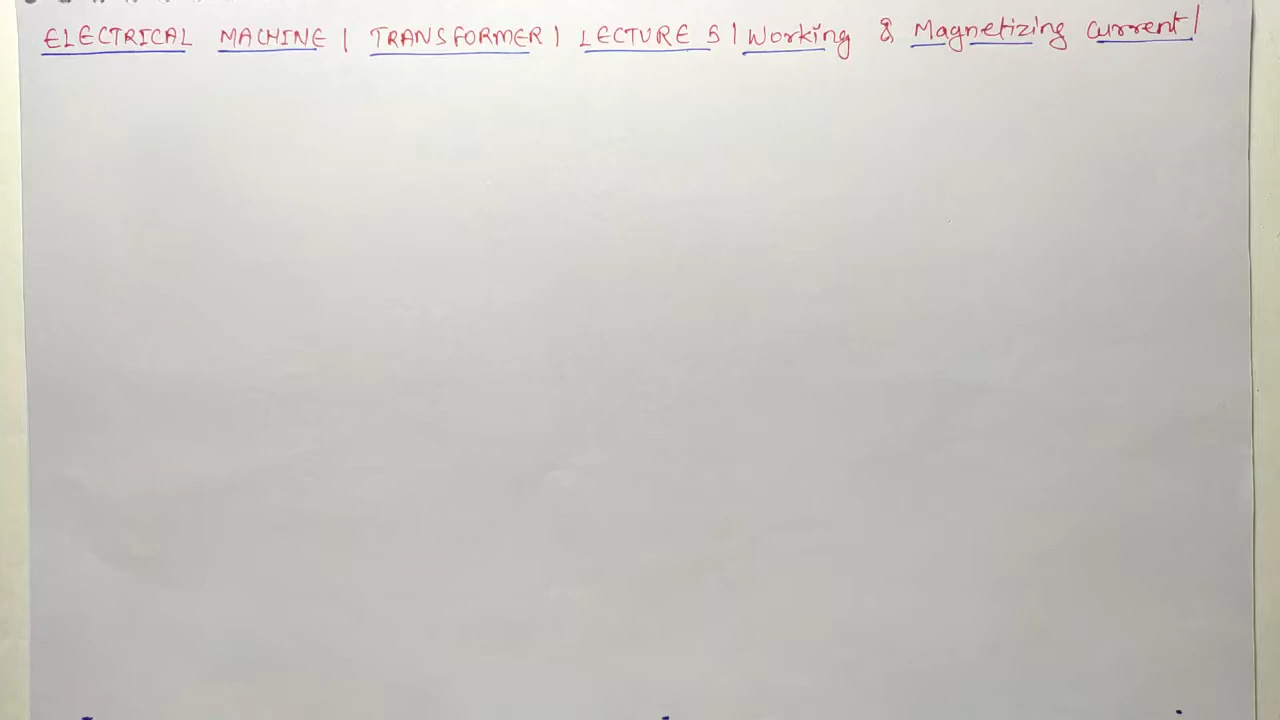 ELECTRICAL MACHINE | TRANSFORMER | LECTURE 5 | Working & Magnetizing current |